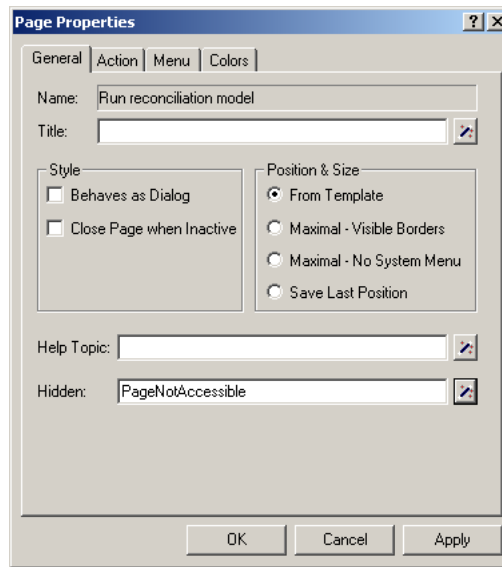 Page Properties
General Action Menu Colors
Name: Run reconciliation model
Title:
Style
Behaves as Dialog
Close Page when Inactive
Position & Size
From Template
Maximal - Visible Borders
Maximal - No System Menu
Save Last Position
Help Topic:
Hidden: PageNotAccessible
OK Cancel Apply